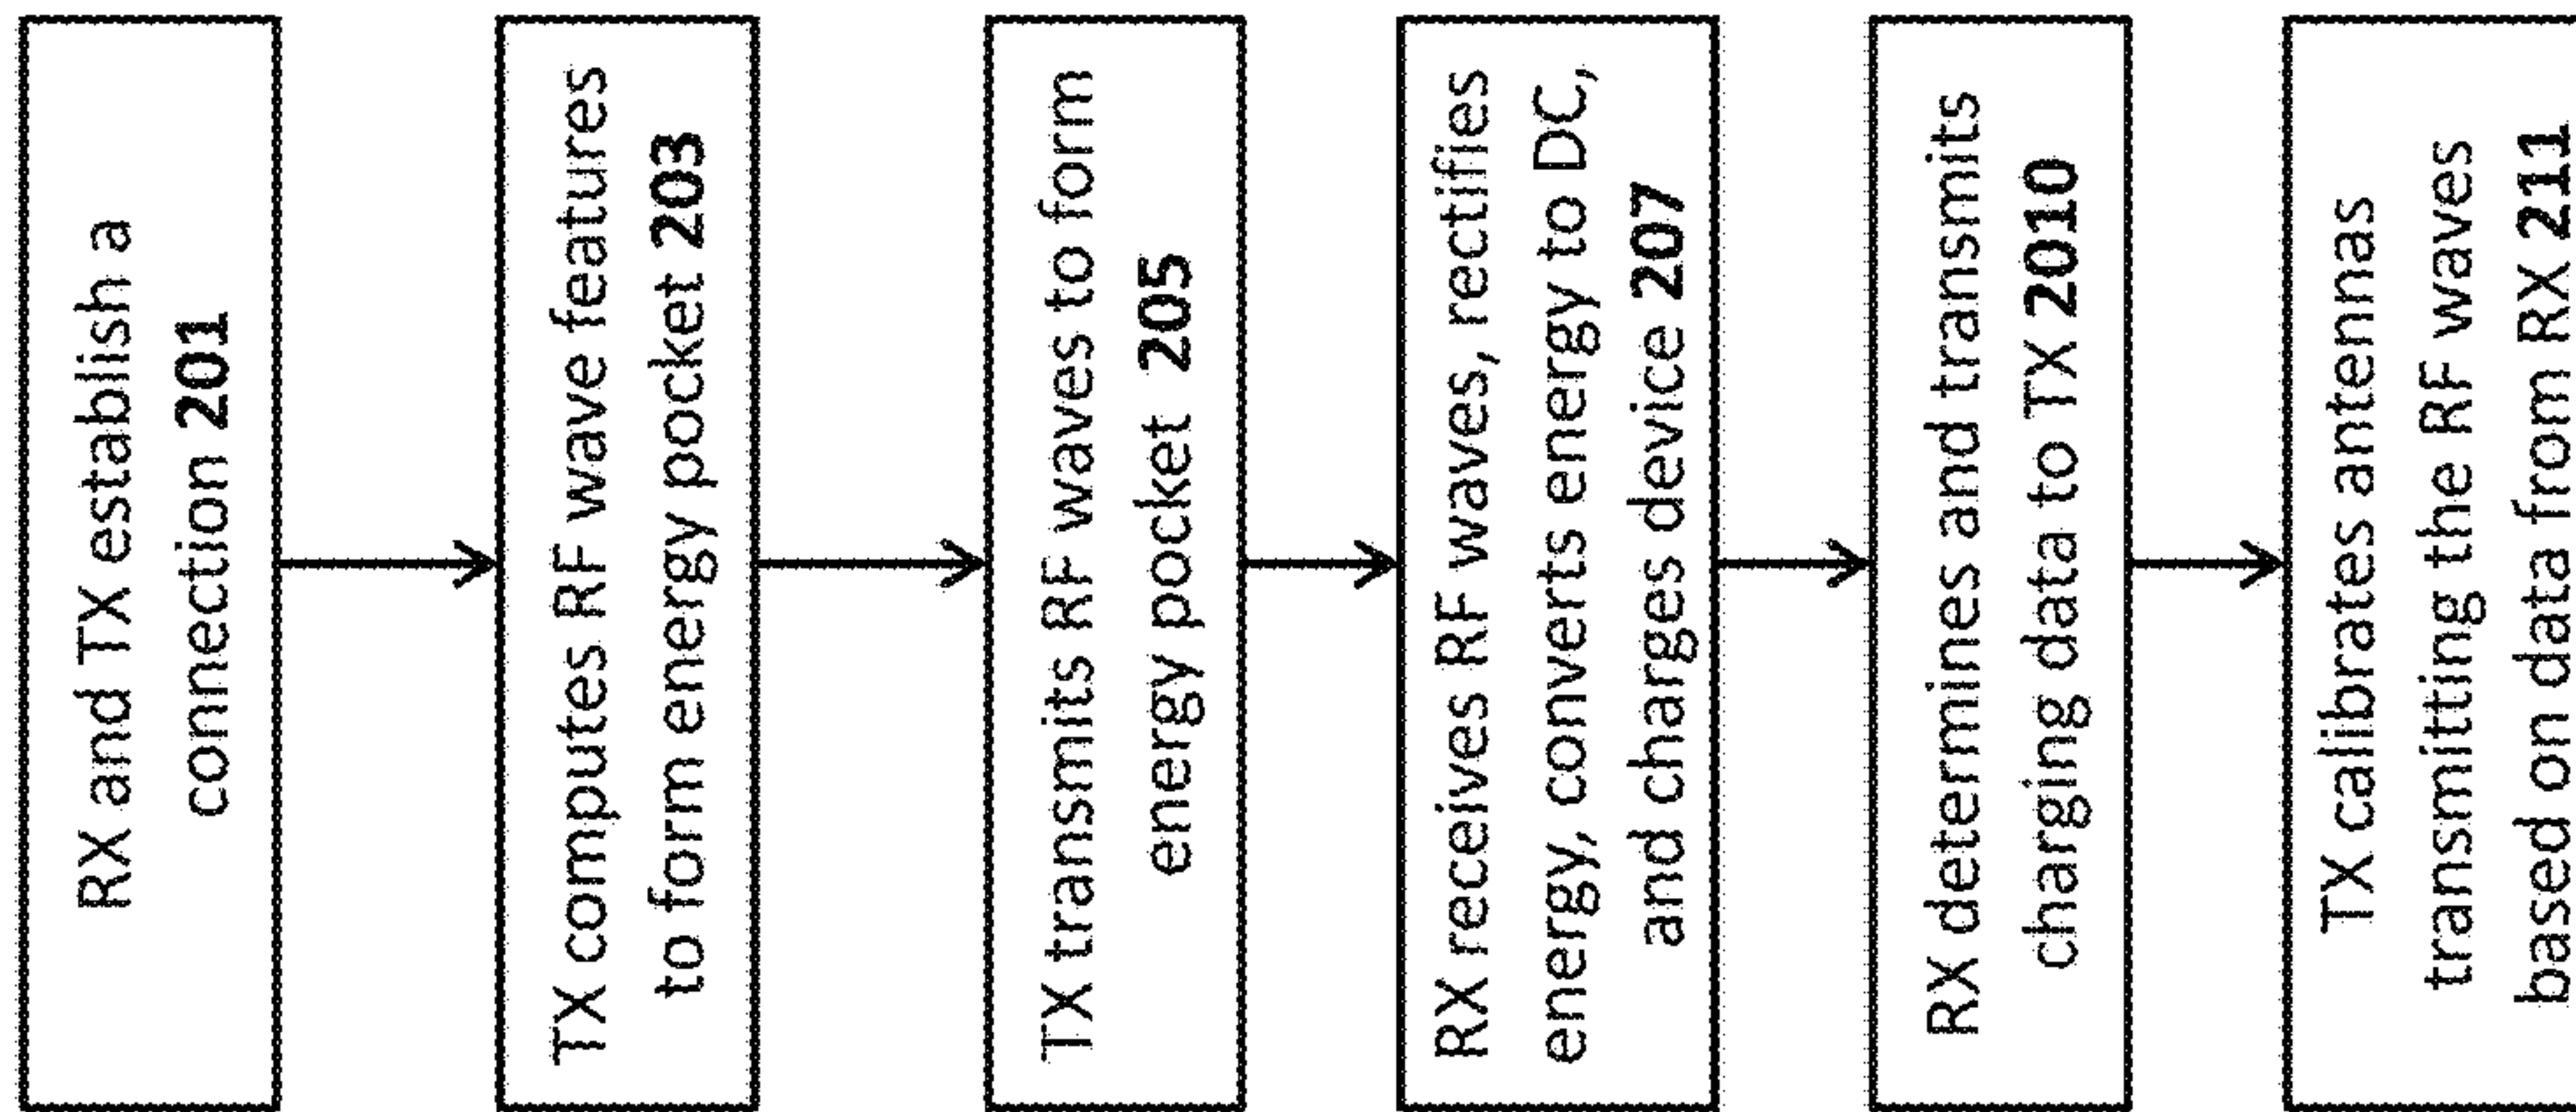 RX and TX establish a
connection 201
TX computes RF wave features
to form energy pocket 203
TX transmits RF waves to form
energy pocket 205
RX receives RF waves, rectifies
energy, converts energy to DC,
and charges device 207
RX determines and transmits
charging data to TX 2010
TX calibrates antennas
transmitting the RF waves
based on data from RX 211